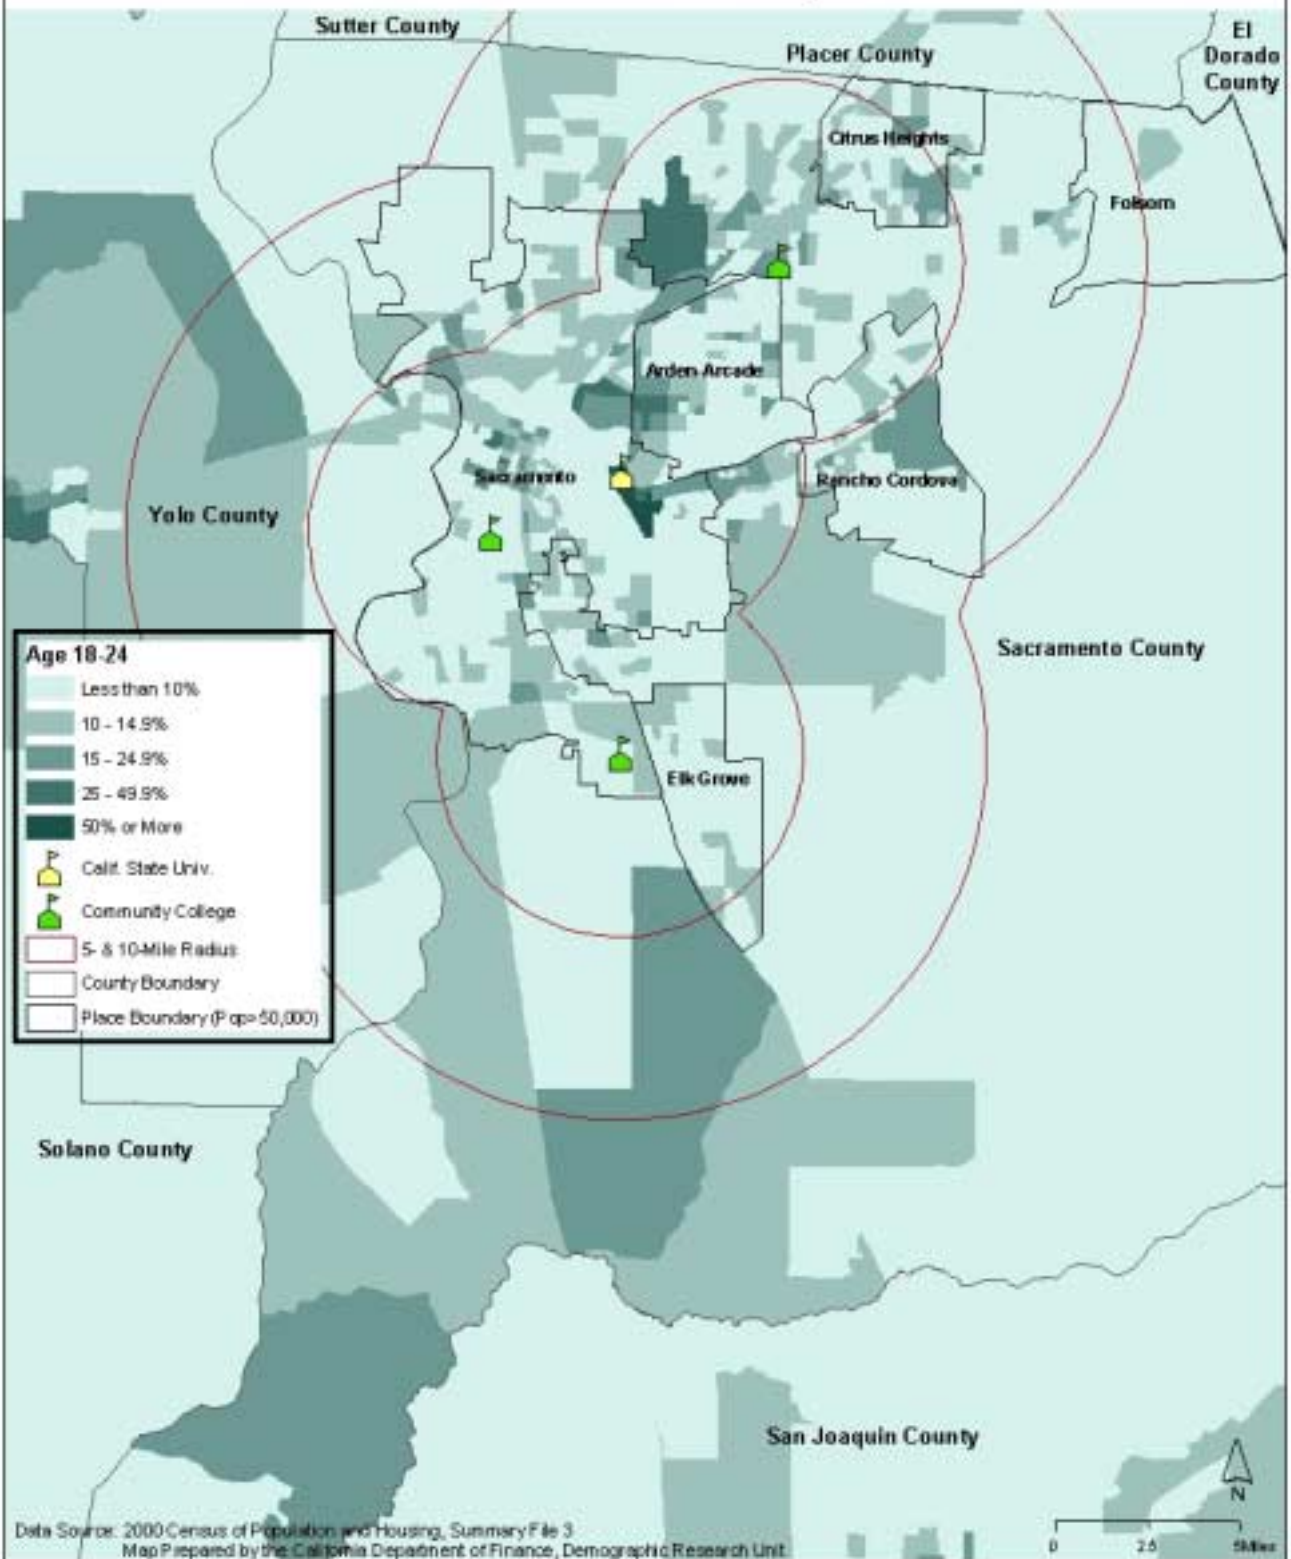 Sutter County
El
Dorado
County
Placer County
Citrus Heights
Folsom
Arden-Arcade
Sacramento
Rancho Cordova
Yolo County
Sacramento County
Age 18-24
Less than 10%
10 - 14.9%
15 - 24.9%
25 - 49.9%
50% or More
Calif. State Univ.
Community College
5- & 10-Mile Radius
County Boundary
Place Boundary (Pop>50,000)
Elk Grove
Solano County
San Joaquin County
N
0 2.5 5Miles
Data Source: 2000 Census of Population and Housing, Summary File 3
Map Prepared by the California Department of Finance, Demographic Research Unit